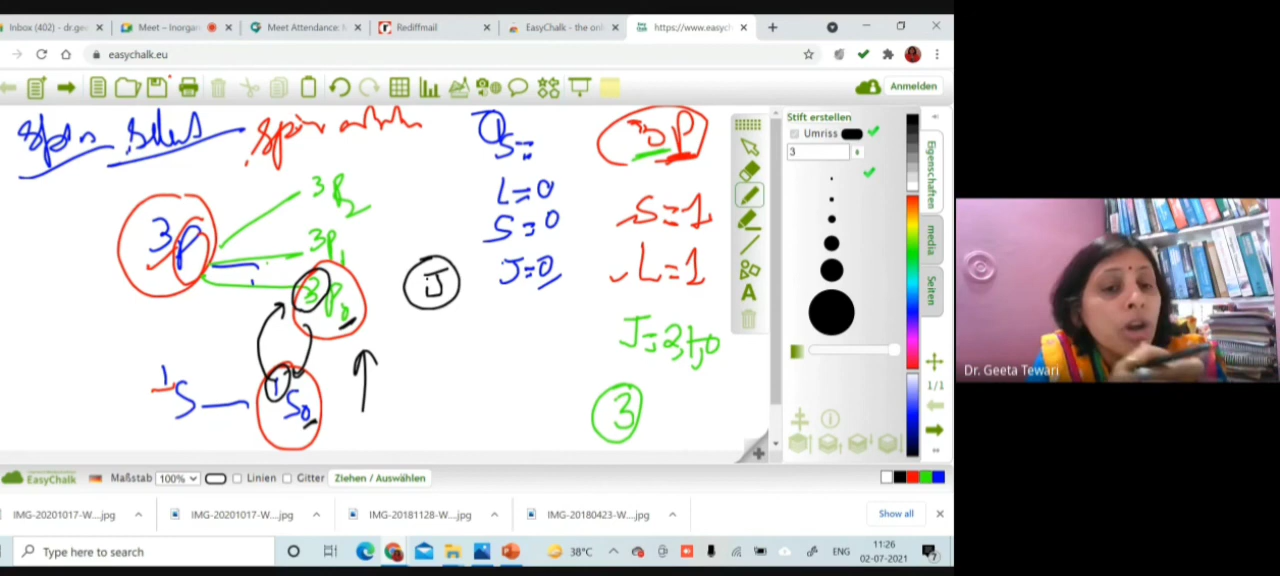 Inbox (402) - dr.gee
Meet – Inorgan
Meet Attendance: M
Rediffmail
EasyChalk - the onl
https://www.easych
easychalk.eu
Anmelden
spin
spin
S=
3P
Stift erstellen
Umriss
3
Eigenschaften
media
Seiten
1/1
L=0
S=0
J=0
S=1
L=1
J=2,1,0
3
3P
3P2
3P1
3P0
J
1S
1S0
Dr. Geeta Tewari
EasyChalk
Maßstab 100%
Linien
Gitter
Ziehen / Auswählen
IMG-20201017-W....jpg
IMG-20201017-W....jpg
IMG-20181128-W....jpg
IMG-20180423-W....jpg
Show all
Type here to search
38°C
ENG
11:26
02-07-2021
7